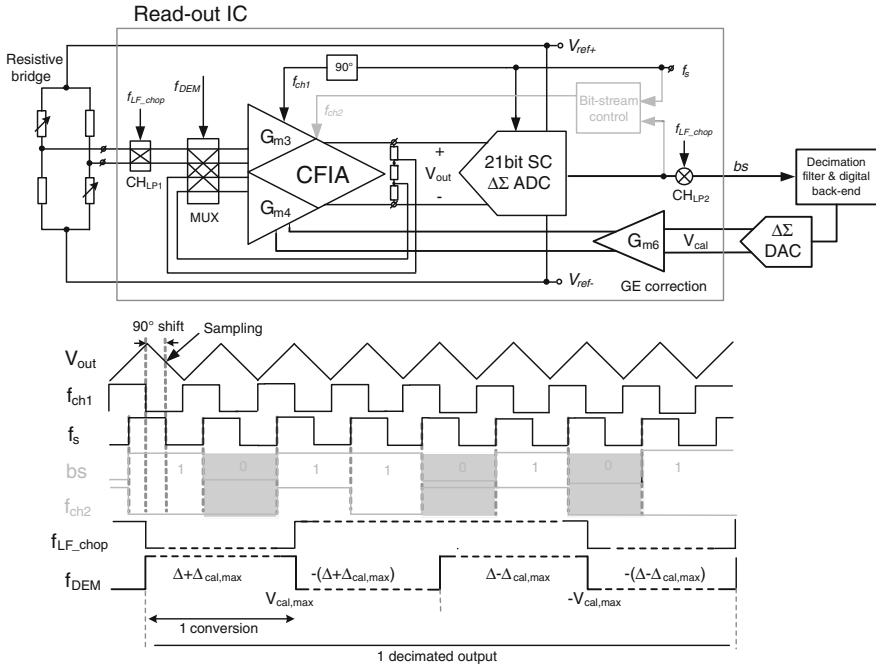 Read-out IC
Resistive
bridge
f_LF_chop
f_DEM
CH_LP1
MUX
90°
f_ch1
f_ch2
G_m3
CFIA
G_m4
+
V_out
-
21bit SC
ΔΣ ADC
V_ref+
f_s
Bit-stream
control
f_LF_chop
CH_LP2
bs
Decimation
filter & digital
back-end
G_m6
V_cal
ΔΣ
DAC
V_ref-
GE correction
90° shift
Sampling
V_out
f_ch1
f_s
bs
1 0 1 1 0 1 0 1
f_ch2
f_LF_chop
f_DEM
Δ+Δ_cal,max
-(Δ+Δ_cal,max)
Δ-Δ_cal,max
-(Δ-Δ_cal,max)
V_cal,max
-V_cal,max
1 conversion
1 decimated output